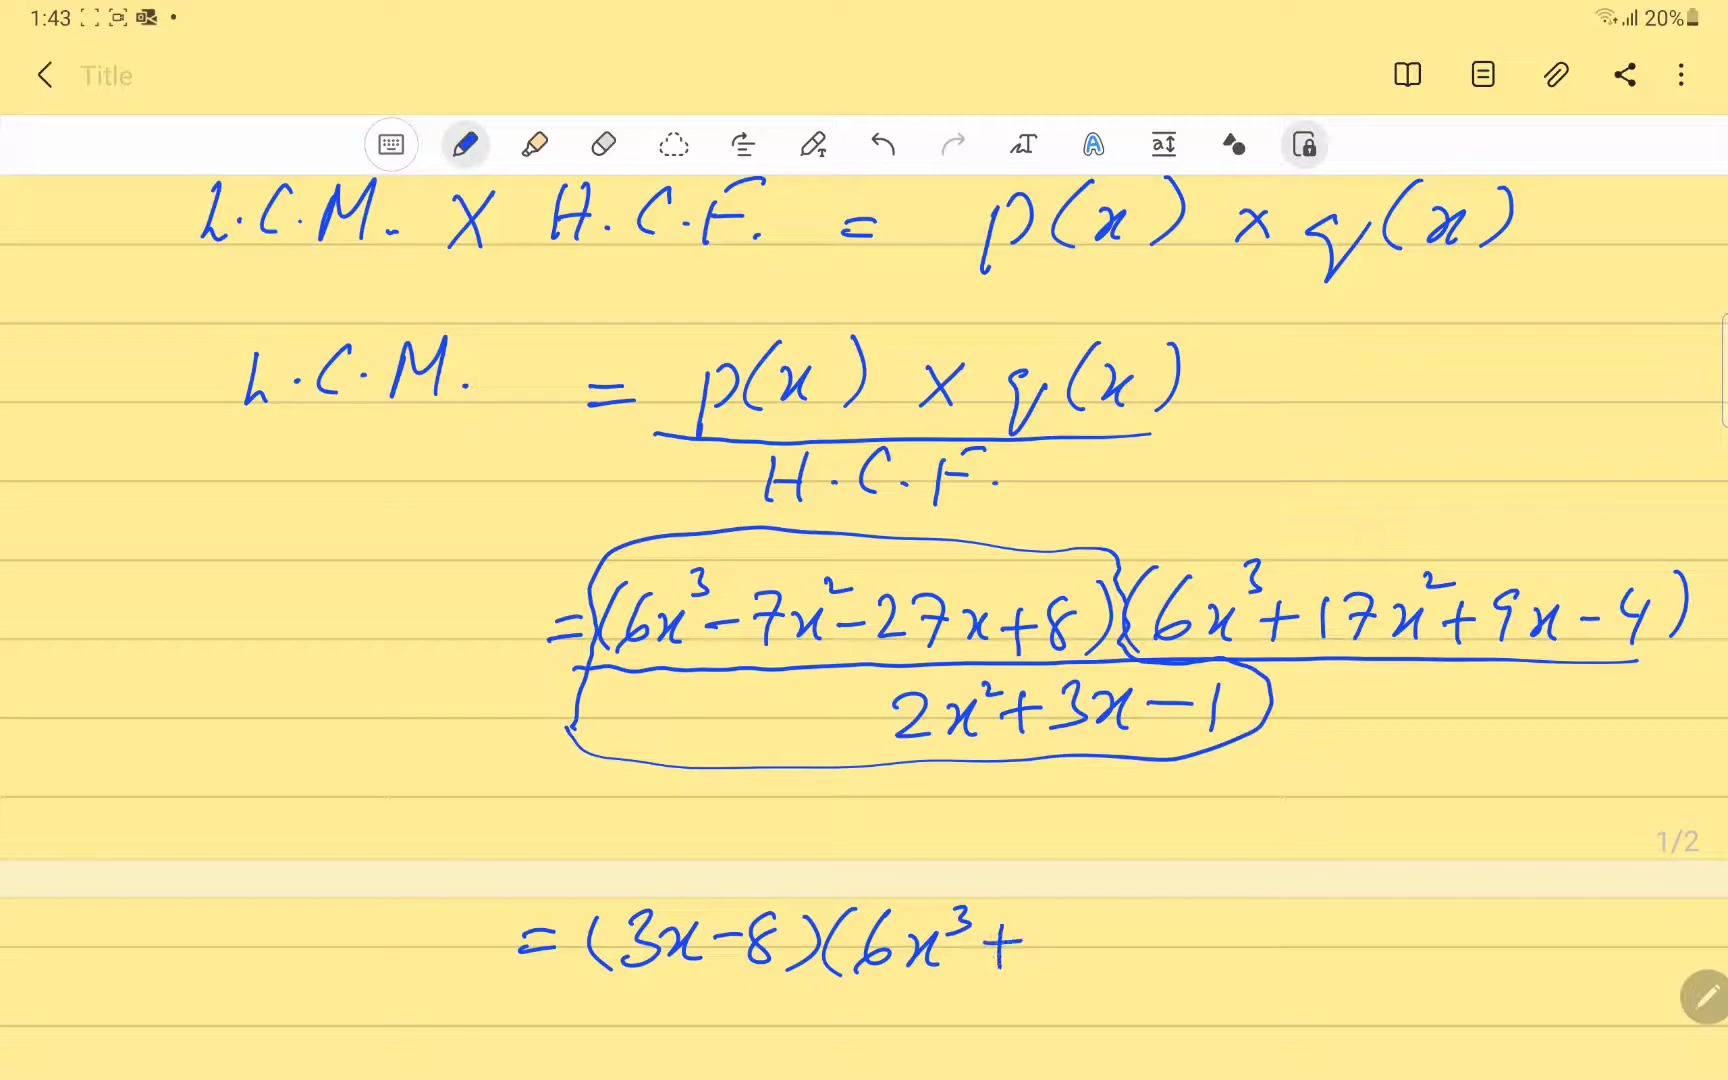 1:43 20%
Title
L.C.M. X H.C.F. = p(x) × q(x)
L.C.M. = p(x) × q(x)
H.C.F.
= (6x³-7x²-27x+8)(6x³+17x²+9x-4)
2x²+3x-1
1/2
= (3x-8)(6x³+